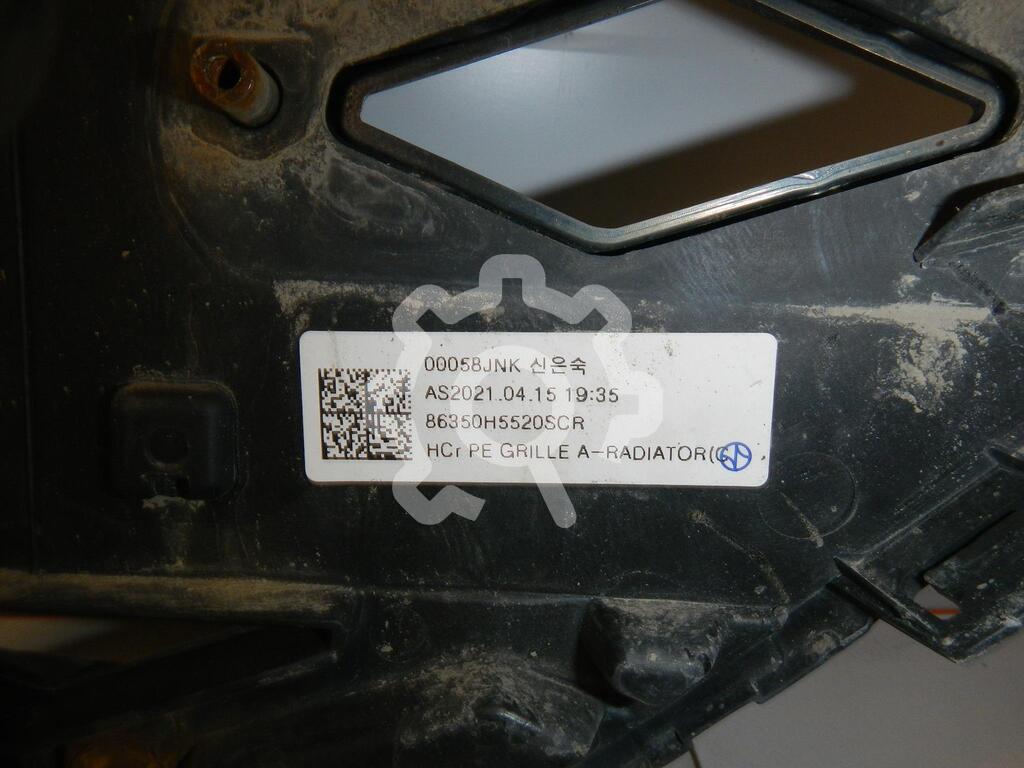 00058JNK 신은숙
AS2021.04.15 19:35
86350H5520SCR
HCr PE GRILLE A-RADIATOR(